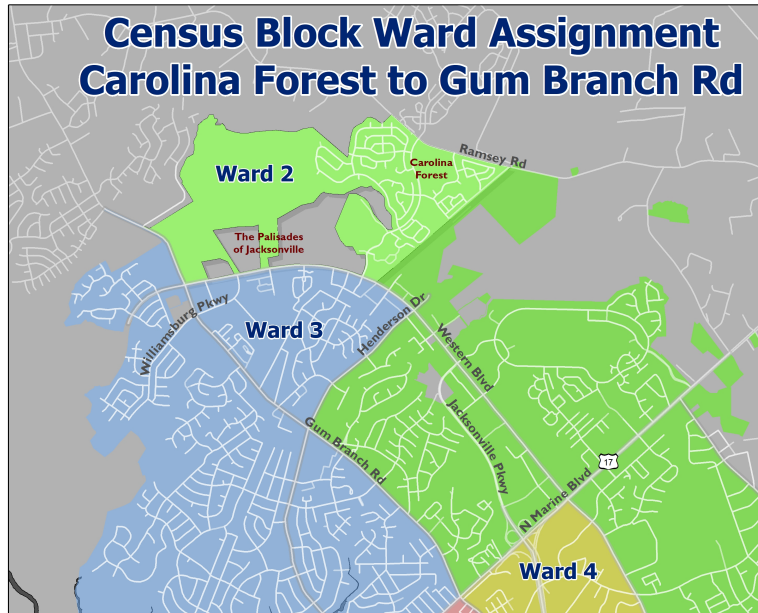 Census Block Ward Assignment
Carolina Forest to Gum Branch Rd
Ramsey Rd
Carolina
Forest
Ward 2
The Palisades
of Jacksonville
Williamsburg Pkwy
Ward 3
Henderson Dr
Western Blvd
Jacksonville Pkwy
Gum Branch Rd
17
N Marine Blvd
Ward 4